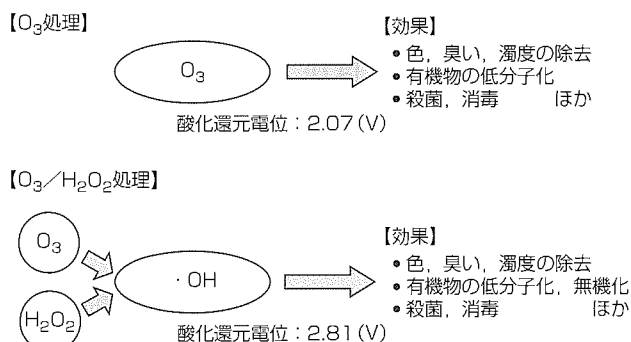 【O₃処理】
【効果】
O₃
• 色，臭い，濁度の除去
• 有機物の低分子化
• 殺菌，消毒　ほか
酸化還元電位：2.07(V)
【O₃／H₂O₂処理】
【効果】
O₃
・OH
H₂O₂
• 色，臭い，濁度の除去
• 有機物の低分子化，無機化
• 殺菌，消毒　ほか
酸化還元電位：2.81(V)